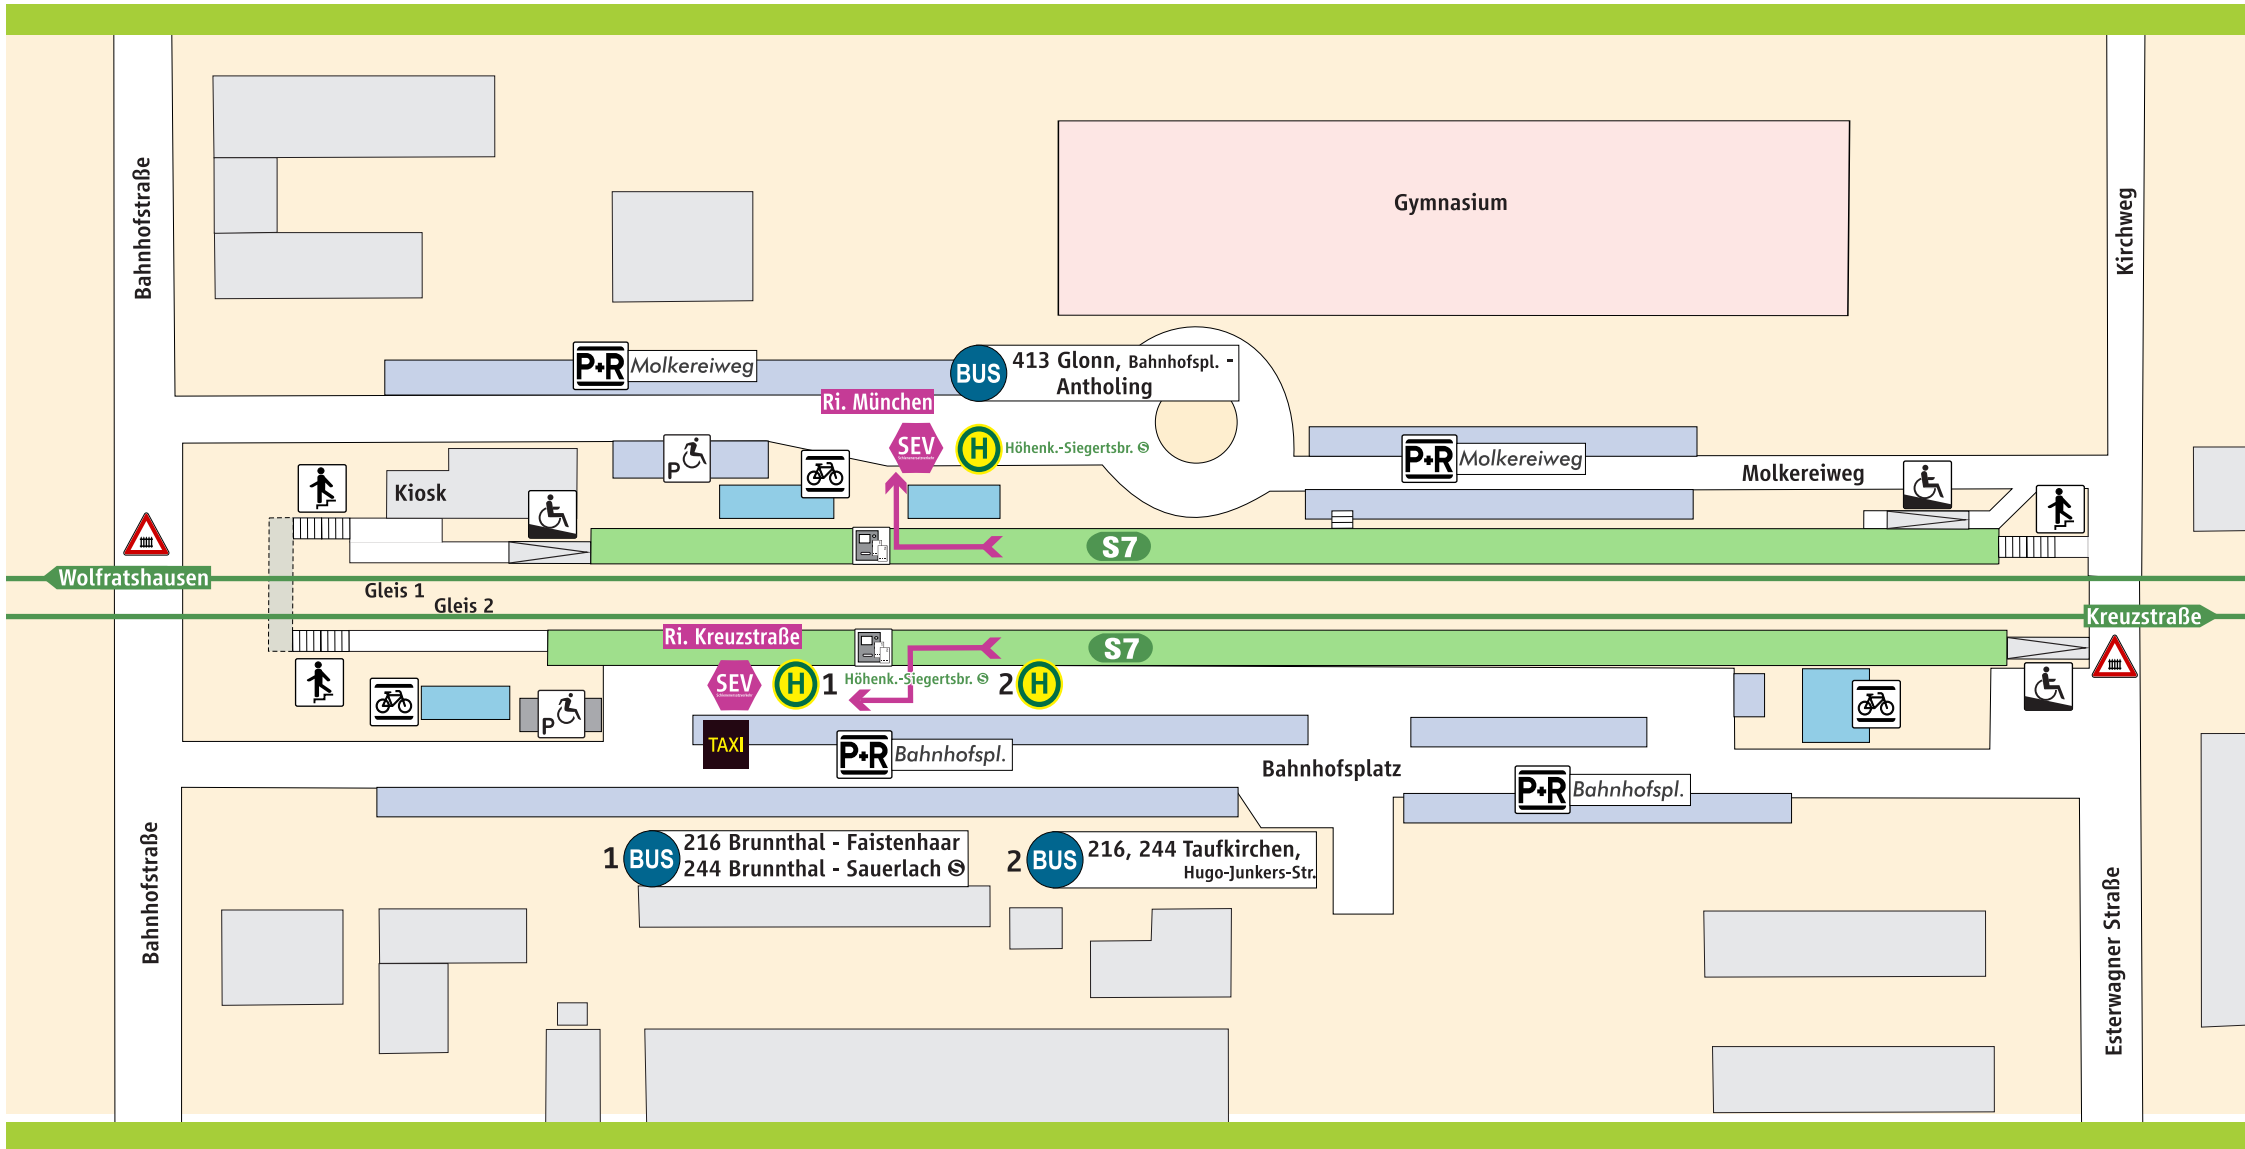 Bahnhofstraße
Gymnasium
Kirchweg
P+R Molkereiweg
BUS 413 Glonn, Bahnhofspl. -
Antholing
Ri. München
SEV
H Höhenk.-Siegertsbr. S
P
P+R Molkereiweg
Molkereiweg
Kiosk
S7
Wolfratshausen
Gleis 1
Gleis 2
Kreuzstraße
Ri. Kreuzstraße
S7
SEV
H 1 Höhenk.-Siegertsbr. S 2 H
P
TAXI
P+R Bahnhofspl.
Bahnhofsplatz
P+R Bahnhofspl.
1 BUS 216 Brunnthal - Faistenhaar
244 Brunnthal - Sauerlach S
2 BUS 216, 244 Taufkirchen,
Hugo-Junkers-Str.
Bahnhofstraße
Esterwagner Straße